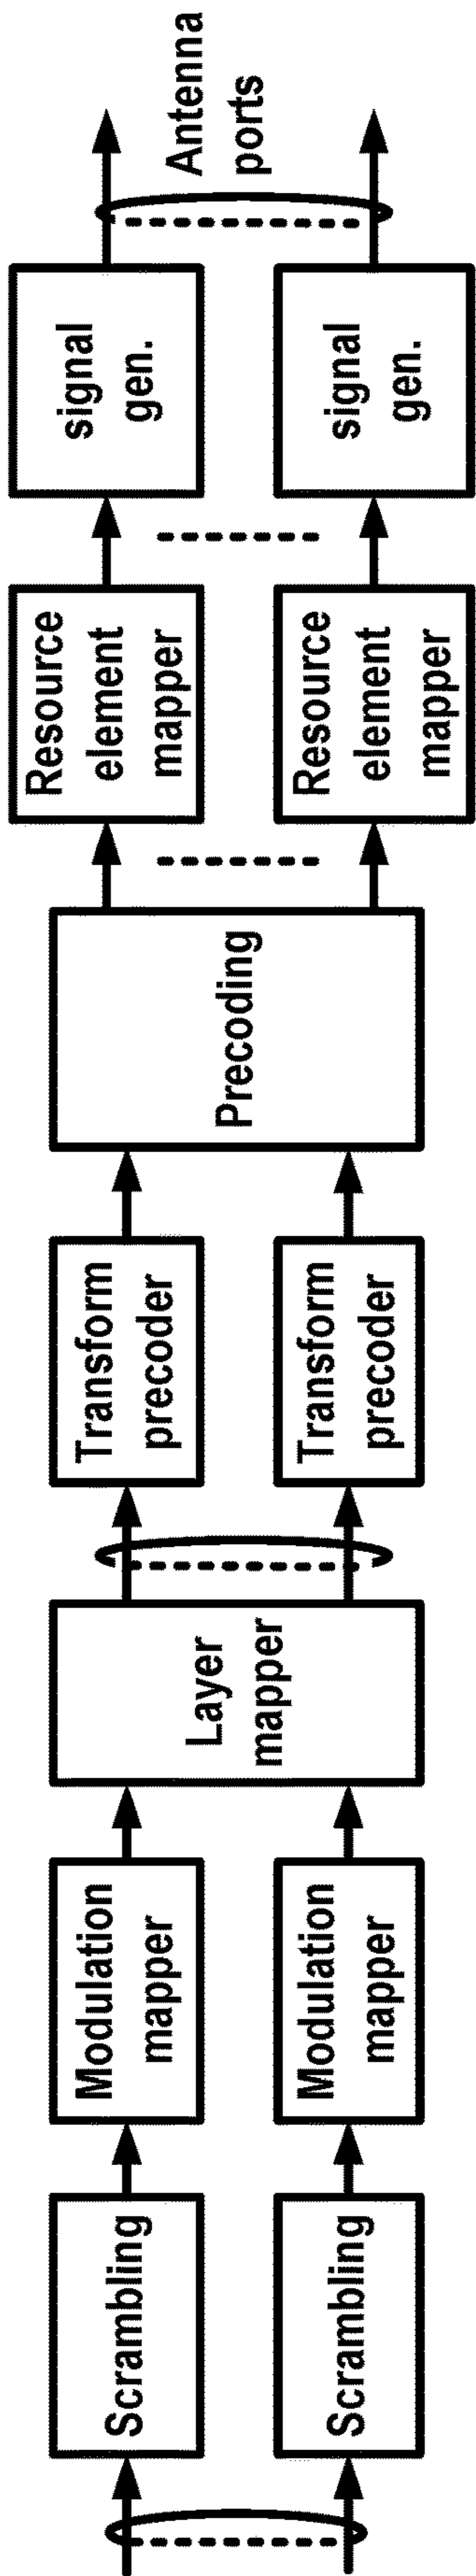 Scrambling
Scrambling
Modulation
mapper
Modulation
mapper
Layer
mapper
Transform
precoder
Transform
precoder
Precoding
Resource
element
mapper
Resource
element
mapper
signal
gen.
signal
gen.
Antenna
ports